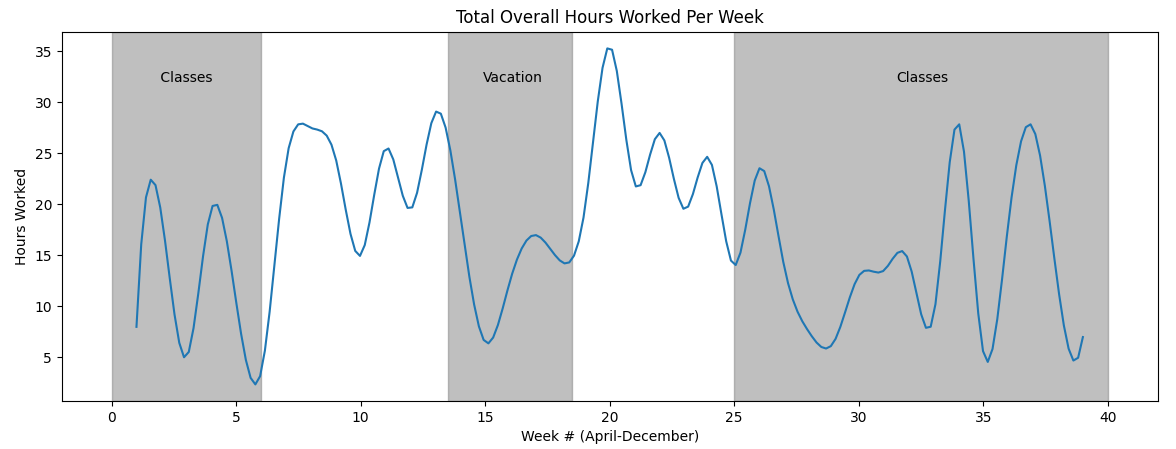 Total Overall Hours Worked Per Week
Classes
Vacation
Classes
Hours Worked
35
30
25
20
15
10
5
0
5
10
15
20
25
30
35
40
Week # (April-December)